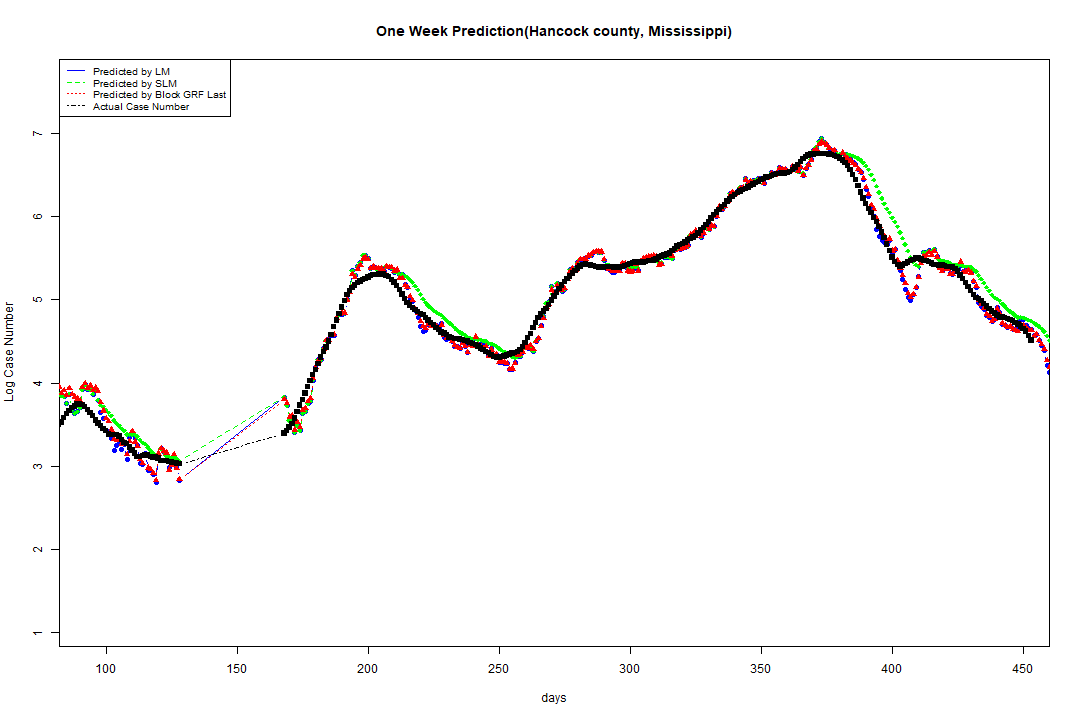 One Week Prediction(Hancock county, Mississippi)
Predicted by LM
Predicted by SLM
Predicted by Block GRF Last
Actual Case Number
7
6
5
4
3
2
1
Log Case Number
100 150 200 250 300 350 400 450
days